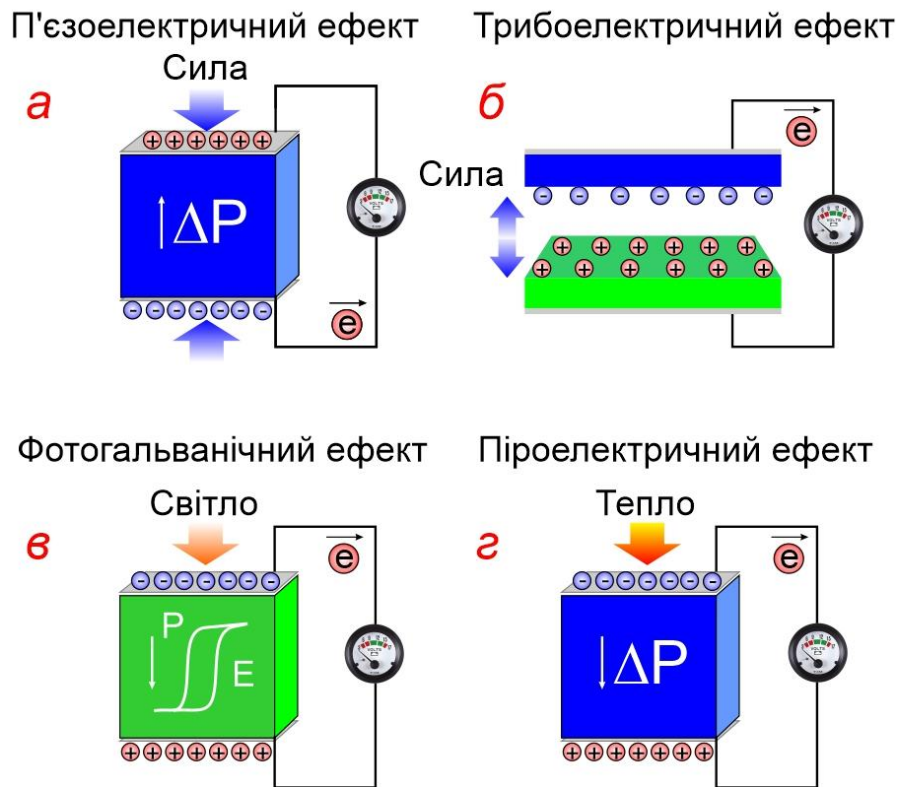 П'єзоелектричний ефект
Трибоелектричний ефект
Сила
а
ΔP
e
б
e
Сила
Фотогальванічний ефект
Піроелектричний ефект
Світло
в
e
P
E
Тепло
г
e
ΔP